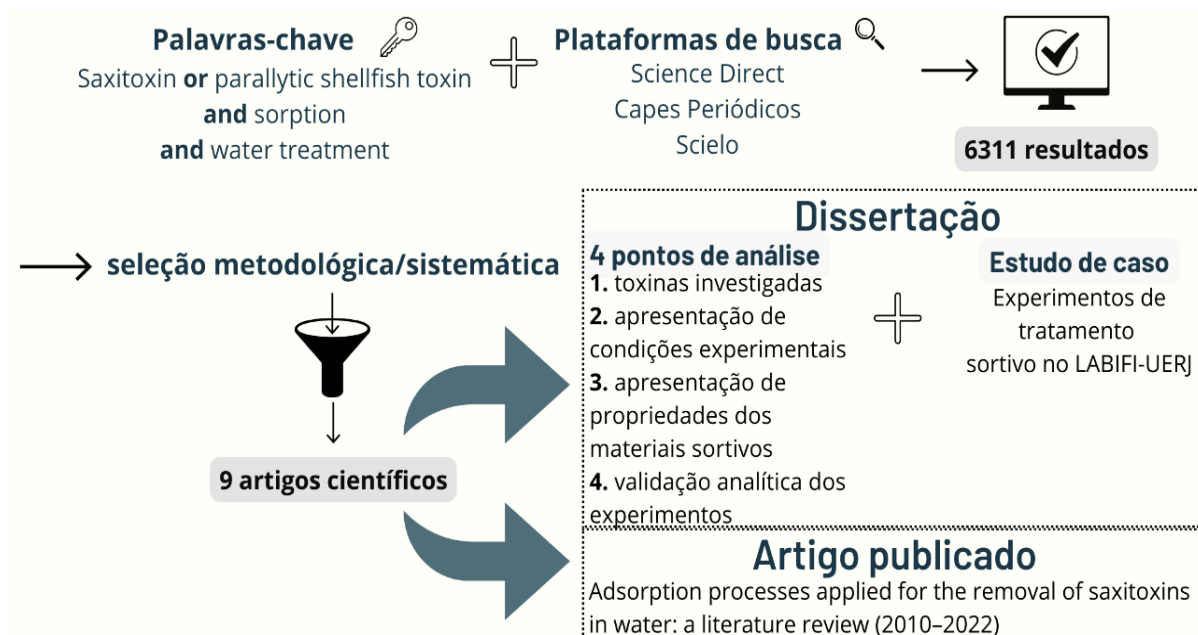 Palavras-chave
Saxitoxin or parallytic shellfish toxin
and sorption
and water treatment
Plataformas de busca
Science Direct
Capes Periódicos
Scielo
6311 resultados
seleção metodológica/sistemática
9 artigos científicos
Dissertação
4 pontos de análise
1. toxinas investigadas
2. apresentação de
condições experimentais
3. apresentação de
propriedades dos
materiais sortivos
4. validação analítica dos
experimentos
Estudo de caso
Experimentos de
tratamento
sortivo no LABIFI-UERJ
Artigo publicado
Adsorption processes applied for the removal of saxitoxins
in water: a literature review (2010–2022)